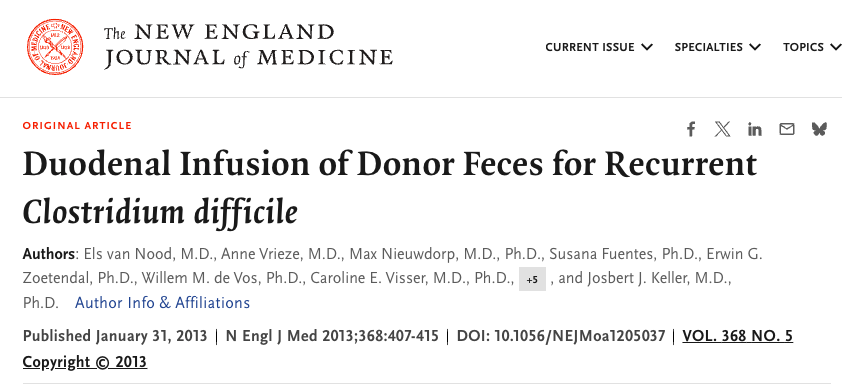 The NEW ENGLAND
JOURNAL of MEDICINE
CURRENT ISSUE
SPECIALTIES
TOPICS
ORIGINAL ARTICLE
Duodenal Infusion of Donor Feces for Recurrent
Clostridium difficile
Authors: Els van Nood, M.D., Anne Vrieze, M.D., Max Nieuwdorp, M.D., Ph.D., Susana Fuentes, Ph.D., Erwin G.
Zoetendal, Ph.D., Willem M. de Vos, Ph.D., Caroline E. Visser, M.D., Ph.D., +5 , and Josbert J. Keller, M.D.,
Ph.D. Author Info & Affiliations
Published January 31, 2013 | N Engl J Med 2013;368:407-415 | DOI: 10.1056/NEJMoa1205037 | VOL. 368 NO. 5
Copyright © 2013